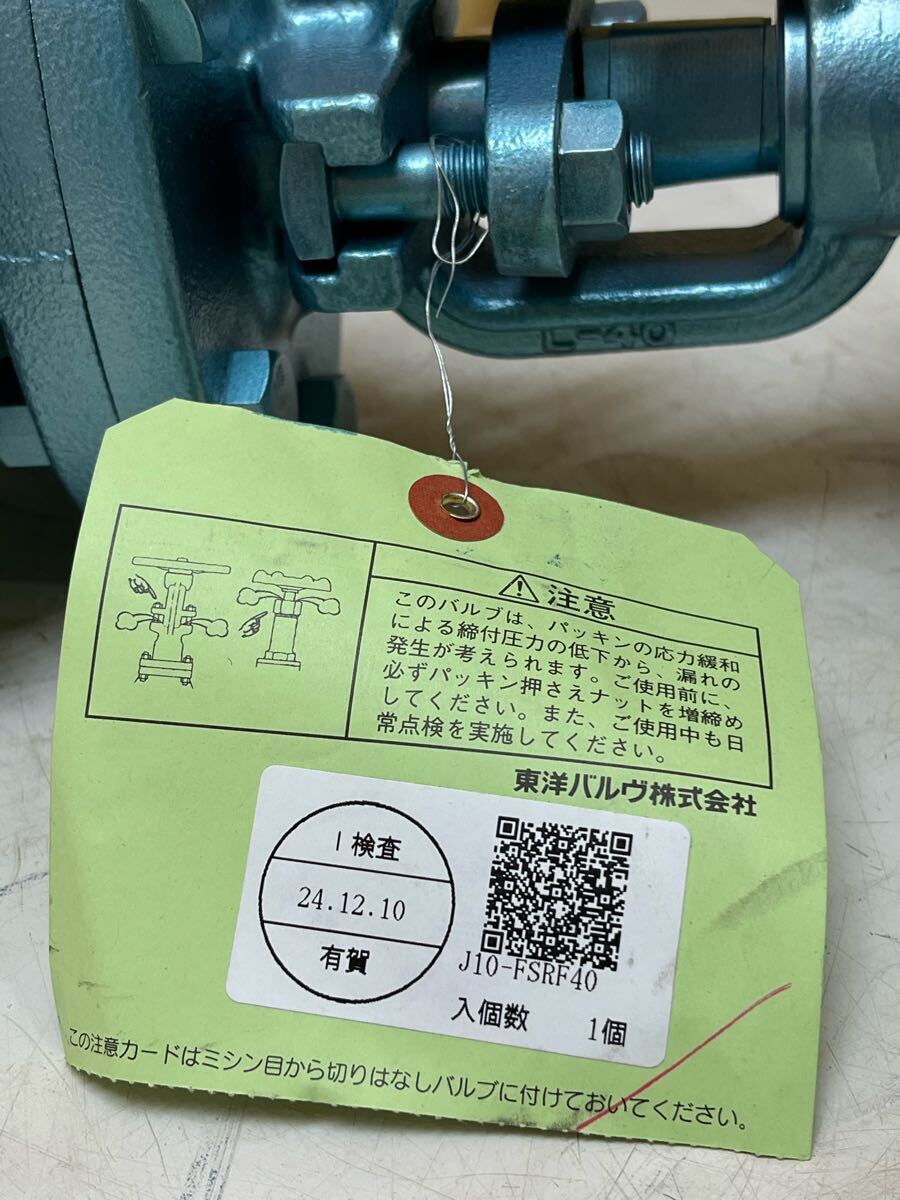 L-40
注意
このバルブは、パッキンの応力緩和
による締付圧力の低下から、漏れの
発生が考えられます。ご使用前に、
必ずパッキン押さえナットを増締め
してください。また、ご使用中も日
常点検を実施してください。
東洋バルヴ株式会社
I 検査
24.12.10
有賀
J10-FSRF40
入個数 1個
この注意カードはミシン目から切りはなしバルブに付けておいてください。